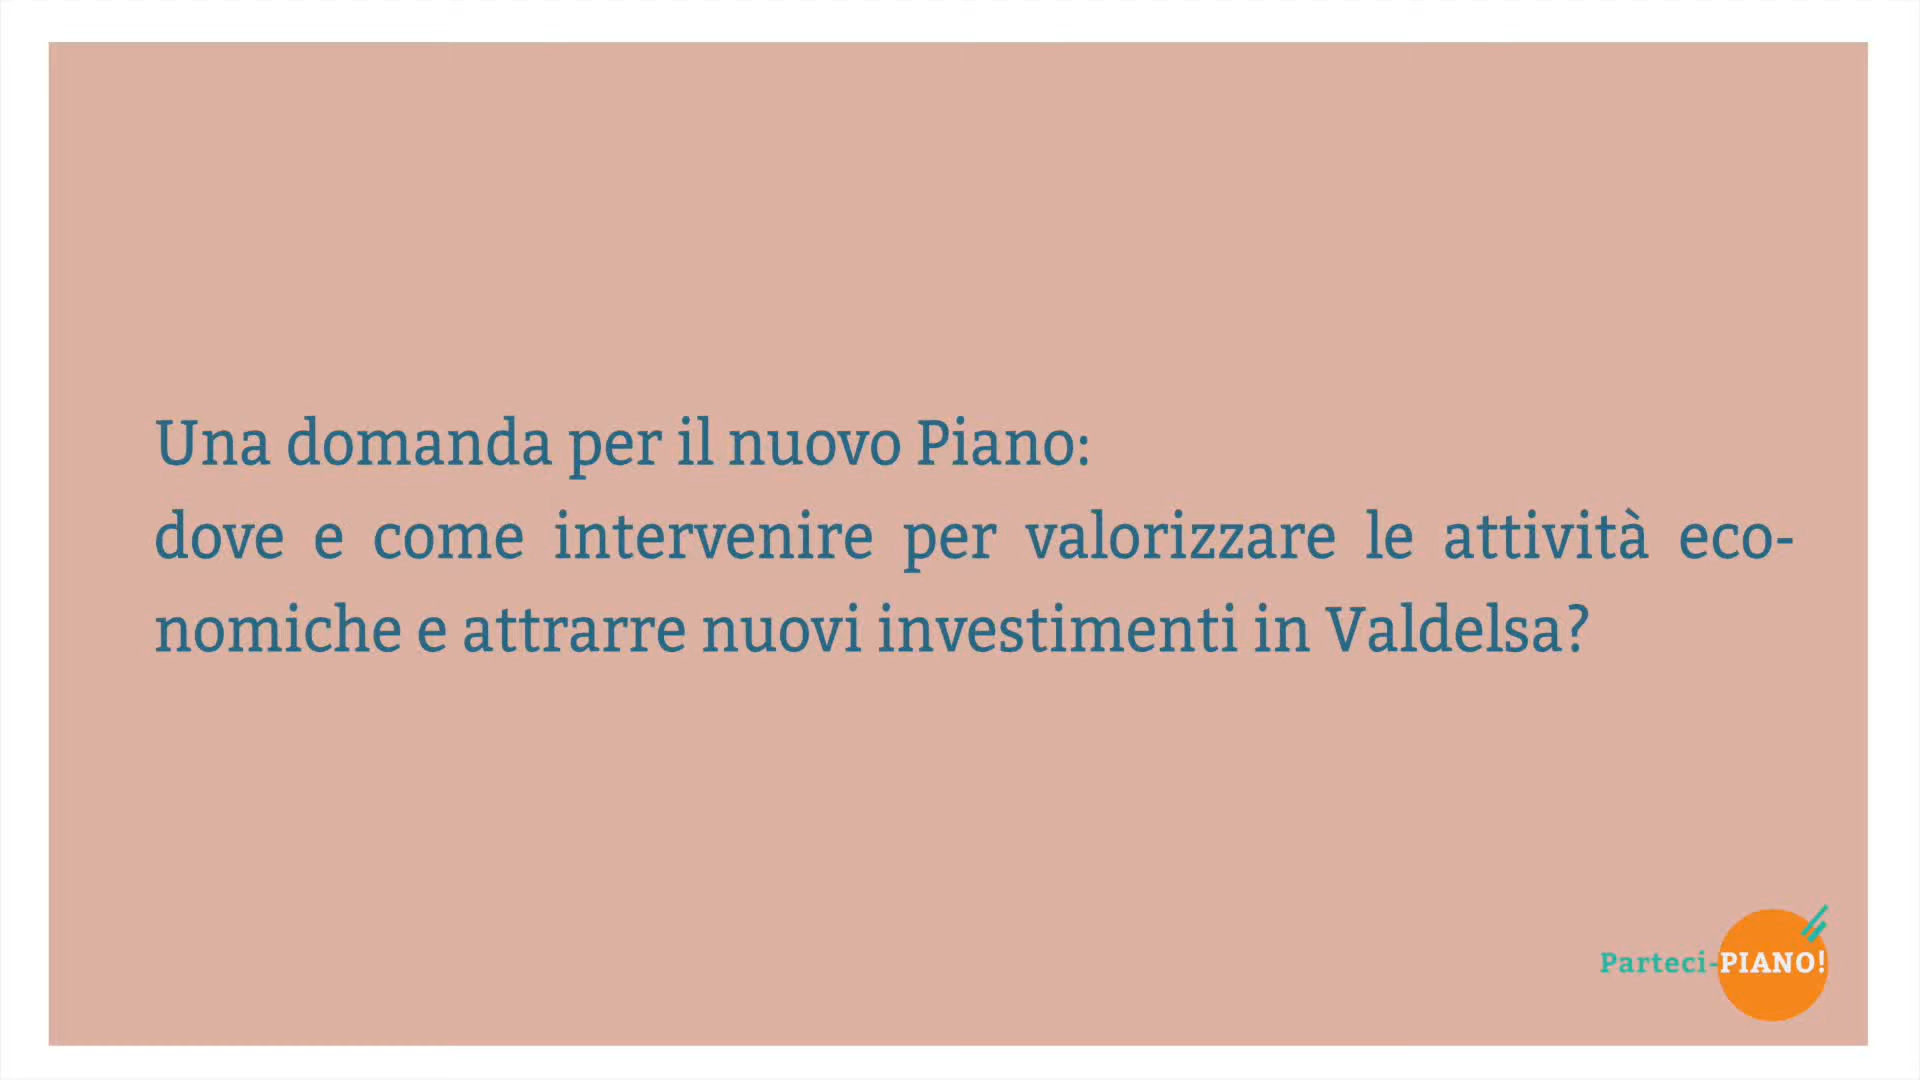 Una domanda per il nuovo Piano:
dove e come intervenire per valorizzare le attività eco-
nomiche e attrarre nuovi investimenti in Valdelsa?
Parteci-PIANO!